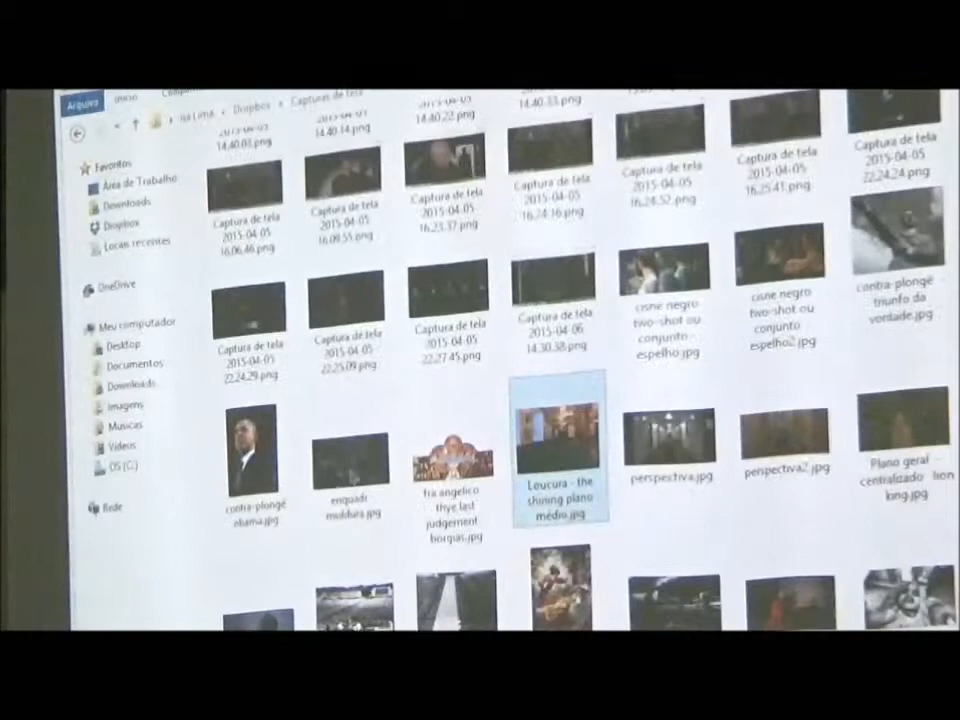 Arquivo
Início
Dropbox
Capturas de tela
14.40.03.png
14.40.14.png
14.40.22.png
14.40.33.png
Favoritos
Área de Trabalho
Downloads
Dropbox
Locais recentes
OneDrive
Meu computador
Desktop
Documentos
Downloads
Imagens
Músicas
Vídeos
OS (C:)
Rede
Captura de tela
2015-04-05
16.06.46.png
Captura de tela
2015-04-05
16.09.55.png
Captura de tela
2015-04-05
16.23.37.png
Captura de tela
2015-04-05
16.24.16.png
Captura de tela
2015-04-05
16.24.52.png
Captura de tela
2015-04-05
16.25.41.png
Captura de tela
2015-04-05
22.24.24.png
Captura de tela
2015-04-05
22.24.29.png
Captura de tela
2015-04-05
22.25.09.png
Captura de tela
2015-04-05
22.27.45.png
Captura de tela
2015-04-06
14.30.38.png
cisne negro
two-shot ou
conjunto
espelho.jpg
cisne negro
two-shot ou
conjunto
espelho2.jpg
contra-plongé
triunfo da
vontade.jpg
contra-plongé
obama.jpg
enquadr
moldura.jpg
fra angelico
thye last
judgement
borgias.jpg
Loucura - the
shining plano
médio.jpg
perspectiva.jpg
perspectiva2.jpg
Plano geral -
centralizado lion
king.jpg